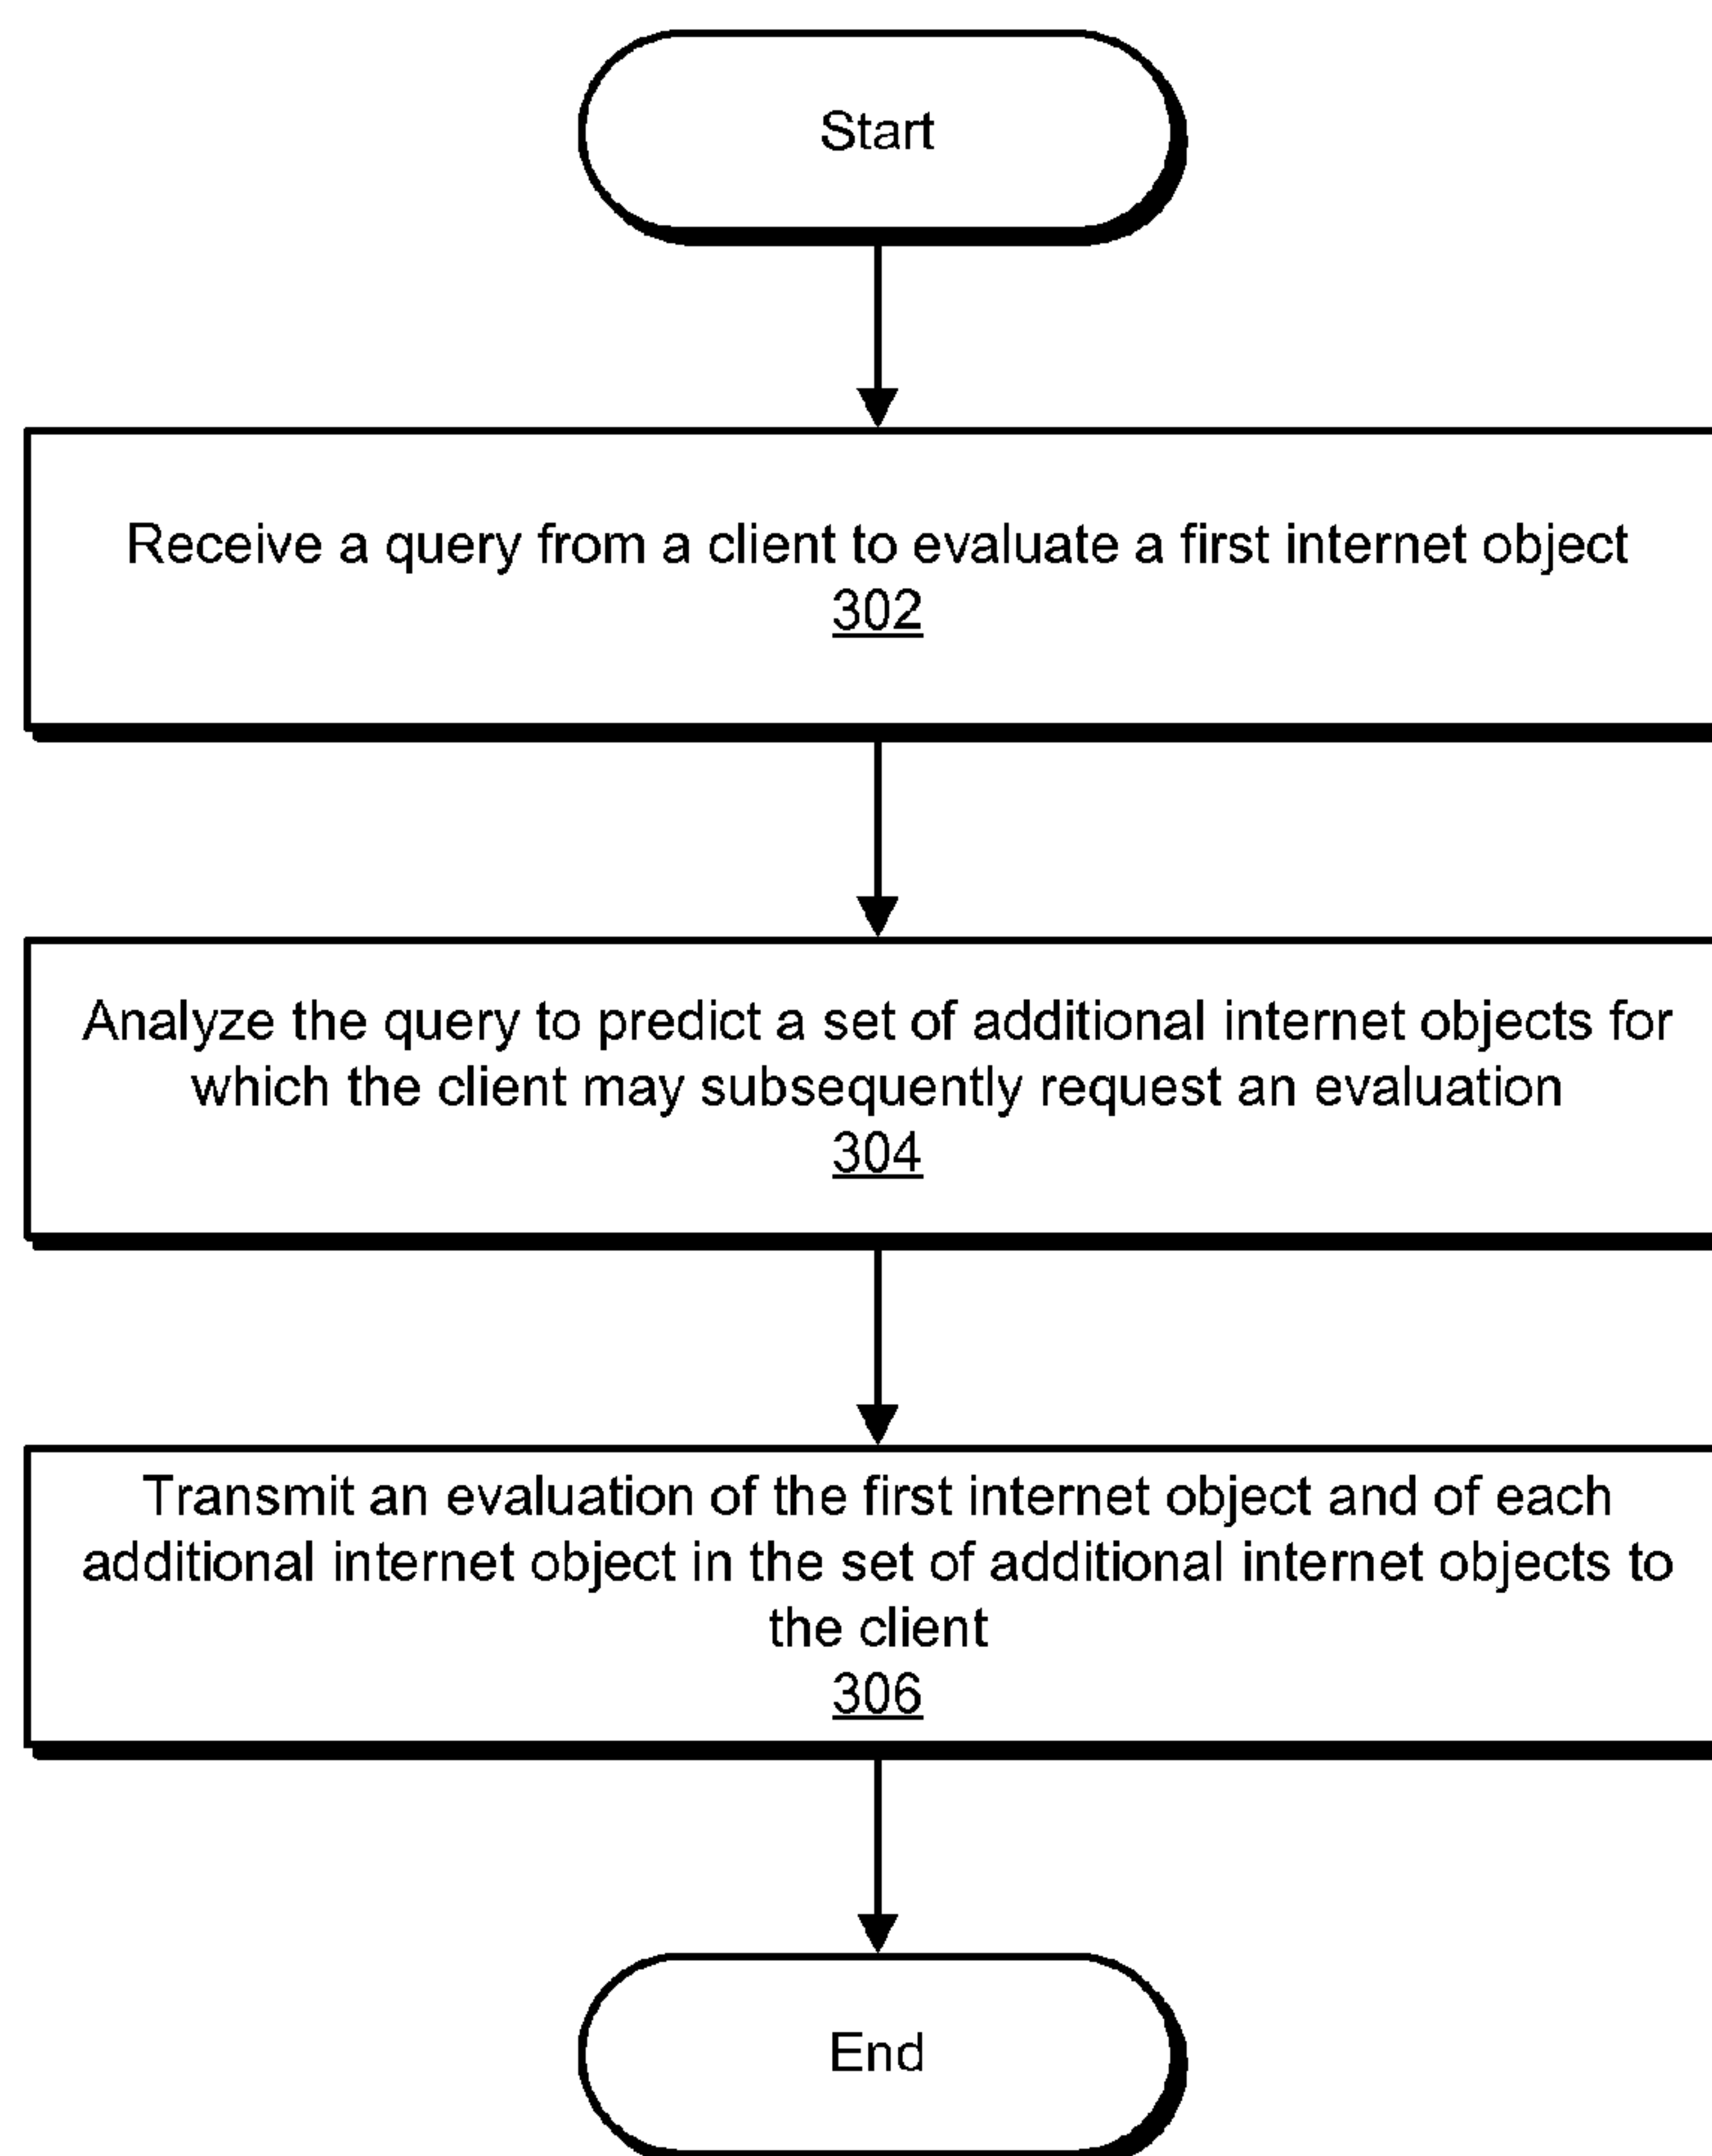 Start
Receive a query from a client to evaluate a first internet object
302
Analyze the query to predict a set of additional internet objects for
which the client may subsequently request an evaluation
304
Transmit an evaluation of the first internet object and of each
additional internet object in the set of additional internet objects to
the client
306
End